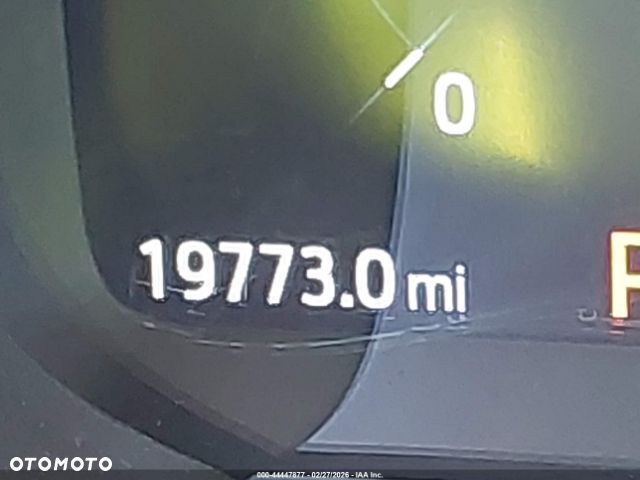 0
19773.0 mi
P
OTOMOTO
000-44447877 - 02/27/2026 - IAA Inc.